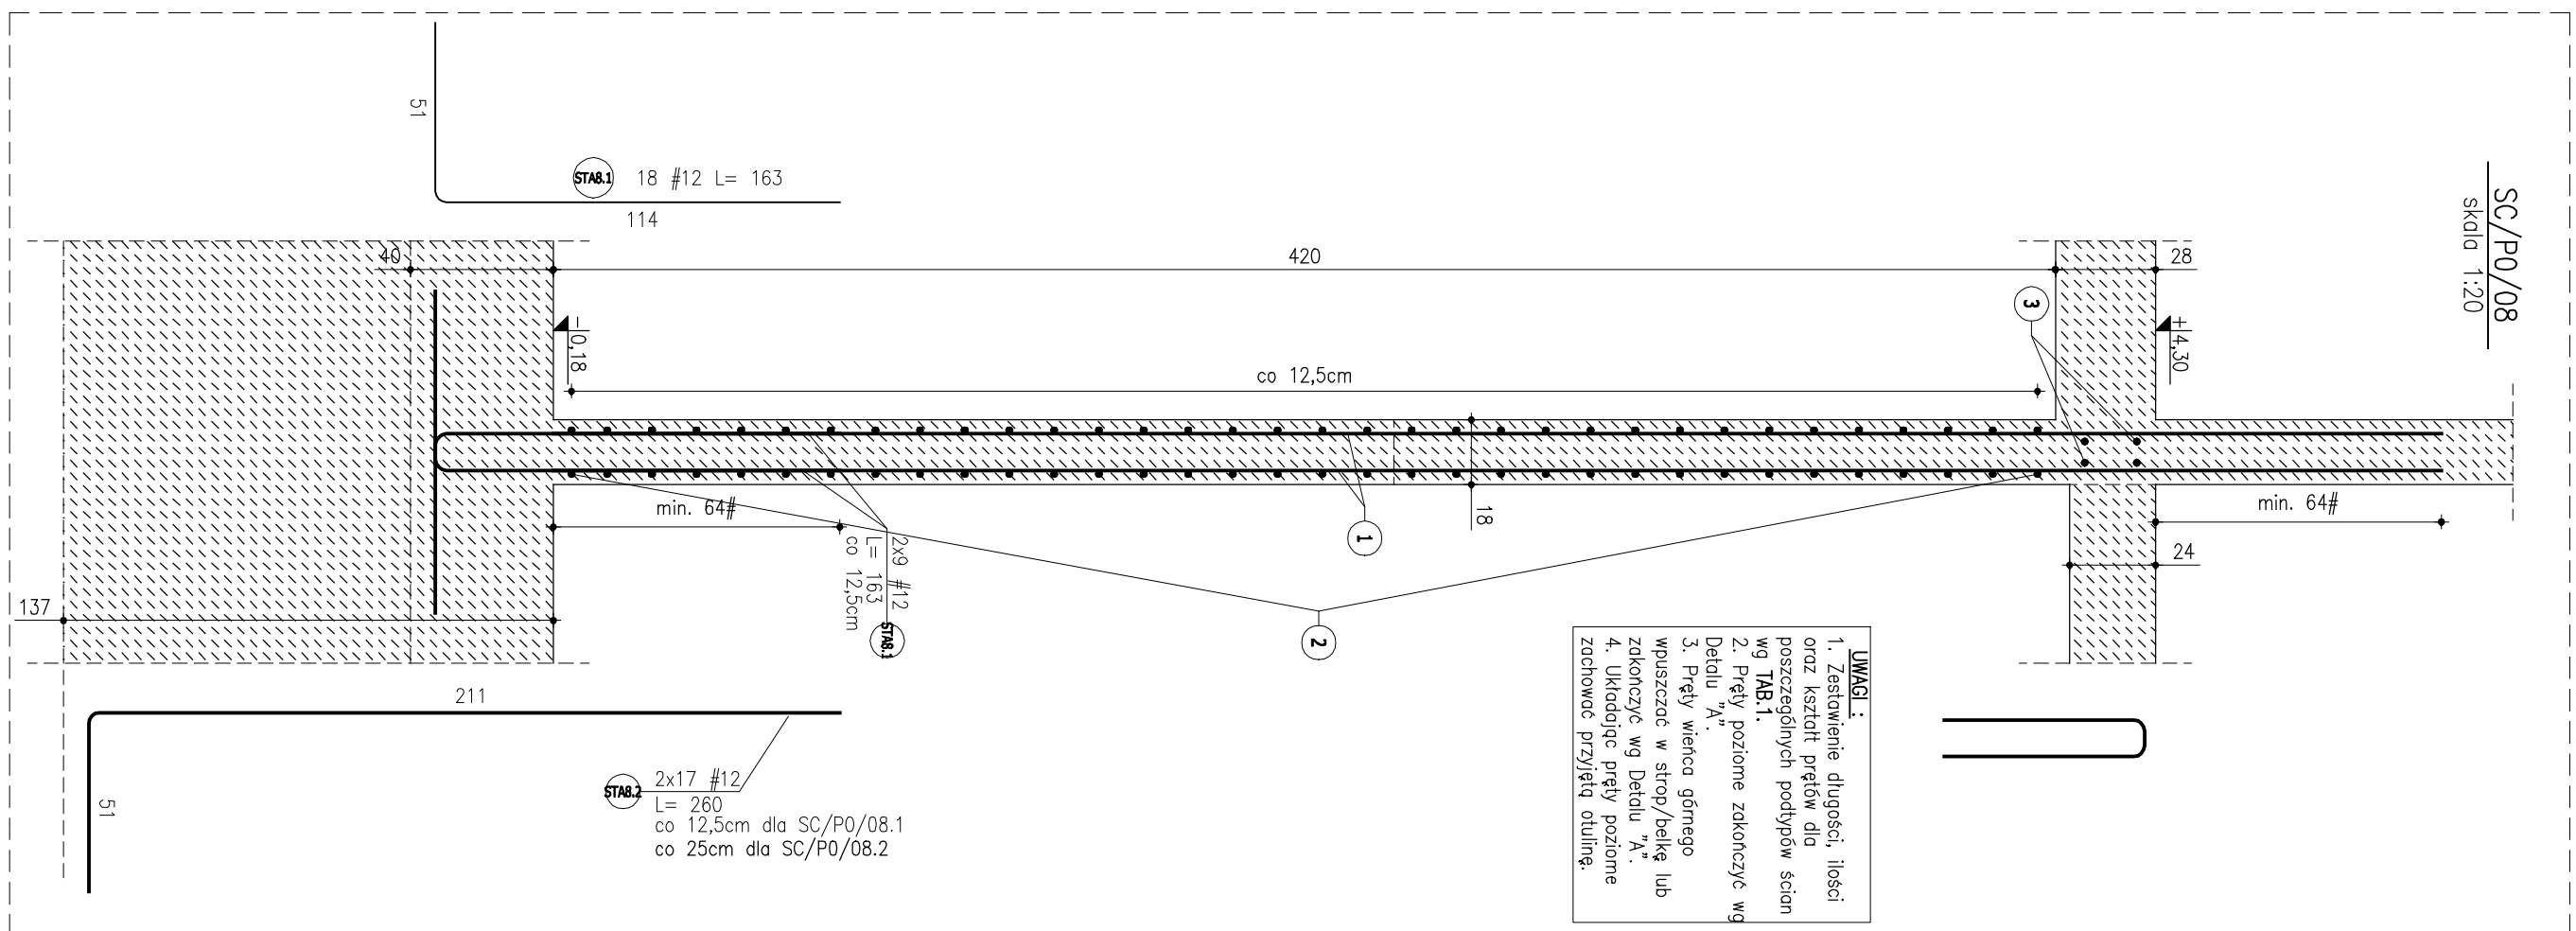 SC/P0/08
skala 1:20
51
STA8.1
18 #12 L= 163
114
40
420
28
-0,18
+4,30
3
co 12,5cm
min. 64#
18
1
min. 64#
24
2x9 #12
L= 163
co 12,5cm
STA8.1
2
137
211
51
STA8.2
2x17 #12
L= 260
co 12,5cm dla SC/P0/08.1
co 25cm dla SC/P0/08.2
UWAGI :
1. Zestawienie długości, ilości
oraz kształt prętów dla
poszczególnych podtypów ścian
wg TAB.1.
2. Pręty poziome zakończyć wg
Detalu "A".
3. Pręty wieńca górnego
wpuszczać w strop/belkę lub
zakończyć wg Detalu "A".
4. Układając pręty poziome
zachować przyjętą otulinę.